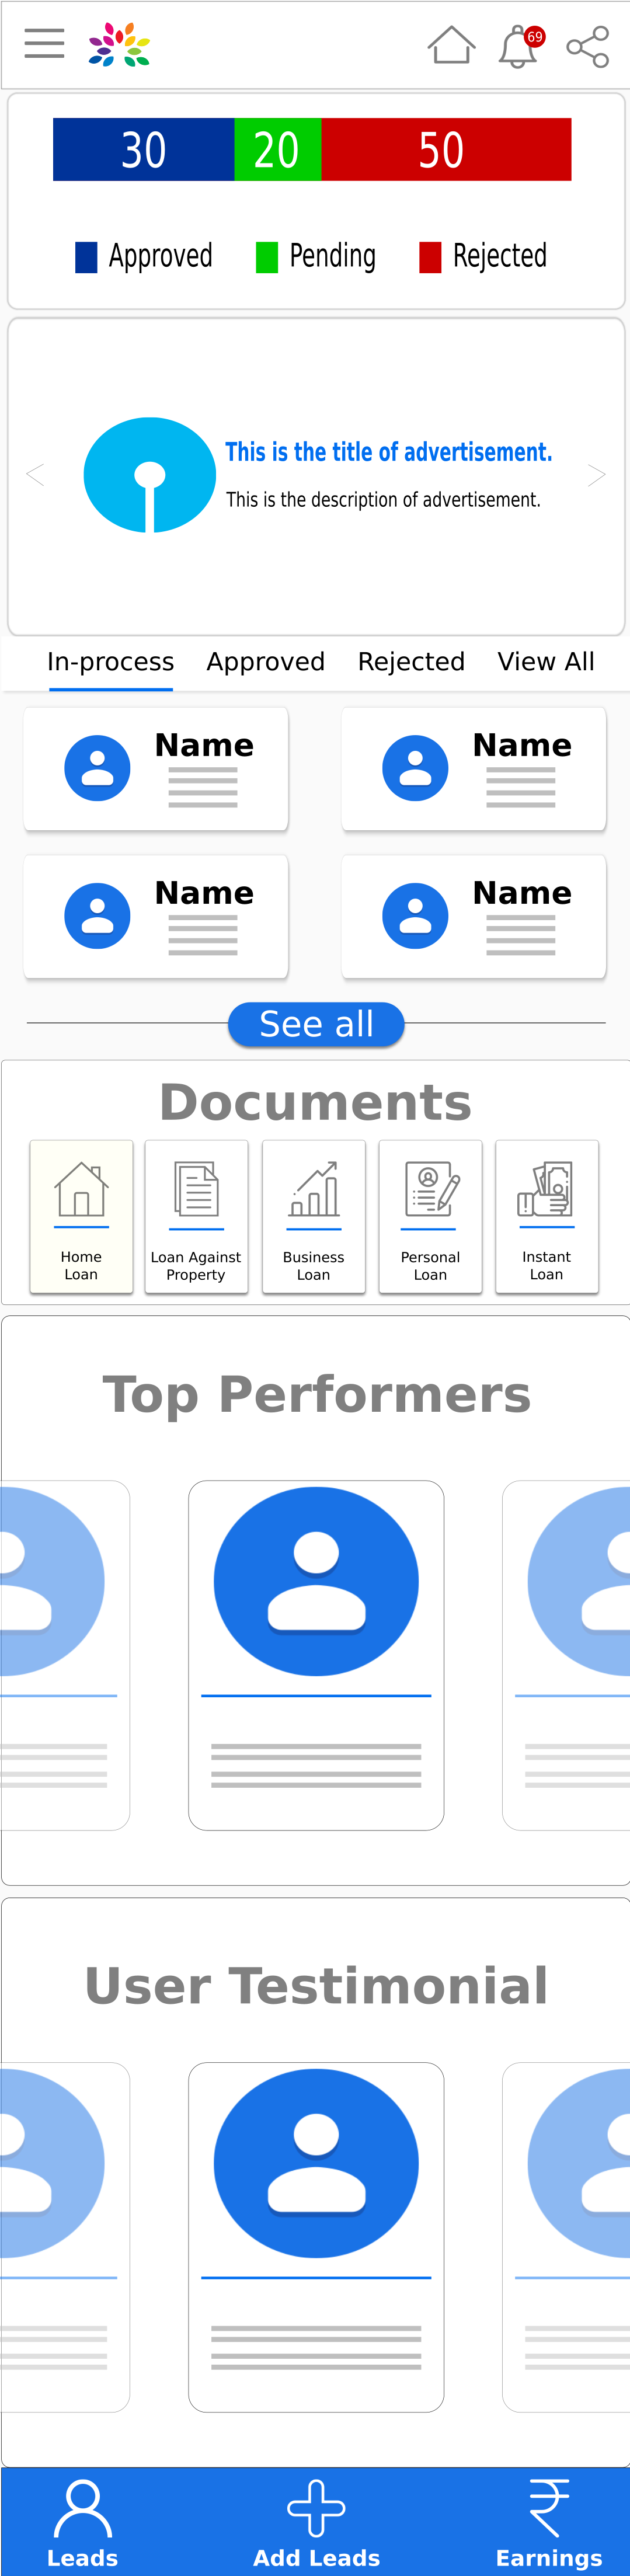 69
30 20 50
Approved Pending Rejected
This is the title of advertisement.
This is the description of advertisement.
In-process Approved Rejected View All
Name Name
Name Name
See all
Documents
Home Loan Against Business Personal Instant
Loan Property Loan Loan Loan
Top Performers
User Testimonial
Leads Add Leads Earnings